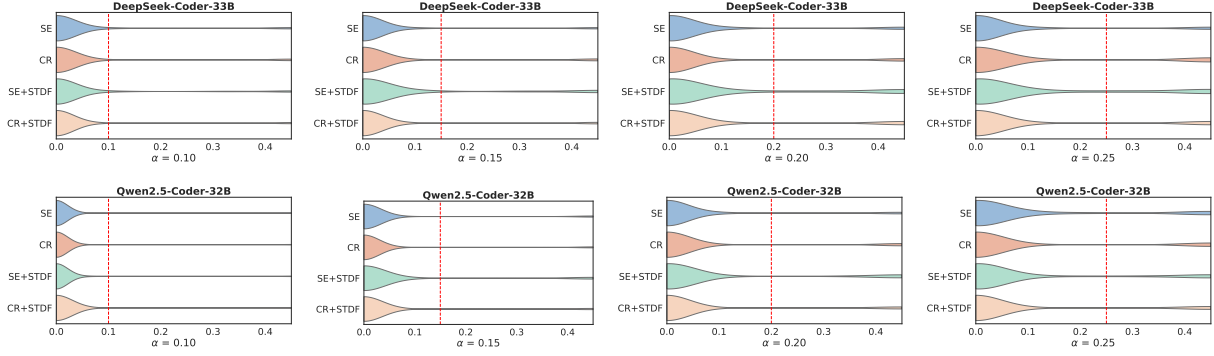 DeepSeek-Coder-33B
SE
CR
SE+STDF
CR+STDF
0.0 0.1 0.2 0.3 0.4
α = 0.10
DeepSeek-Coder-33B
SE
CR
SE+STDF
CR+STDF
0.0 0.1 0.2 0.3 0.4
α = 0.15
DeepSeek-Coder-33B
SE
CR
SE+STDF
CR+STDF
0.0 0.1 0.2 0.3 0.4
α = 0.20
DeepSeek-Coder-33B
SE
CR
SE+STDF
CR+STDF
0.0 0.1 0.2 0.3 0.4
α = 0.25
Qwen2.5-Coder-32B
SE
CR
SE+STDF
CR+STDF
0.0 0.1 0.2 0.3 0.4
α = 0.10
Qwen2.5-Coder-32B
SE
CR
SE+STDF
CR+STDF
0.0 0.1 0.2 0.3 0.4
α = 0.15
Qwen2.5-Coder-32B
SE
CR
SE+STDF
CR+STDF
0.0 0.1 0.2 0.3 0.4
α = 0.20
Qwen2.5-Coder-32B
SE
CR
SE+STDF
CR+STDF
0.0 0.1 0.2 0.3 0.4
α = 0.25